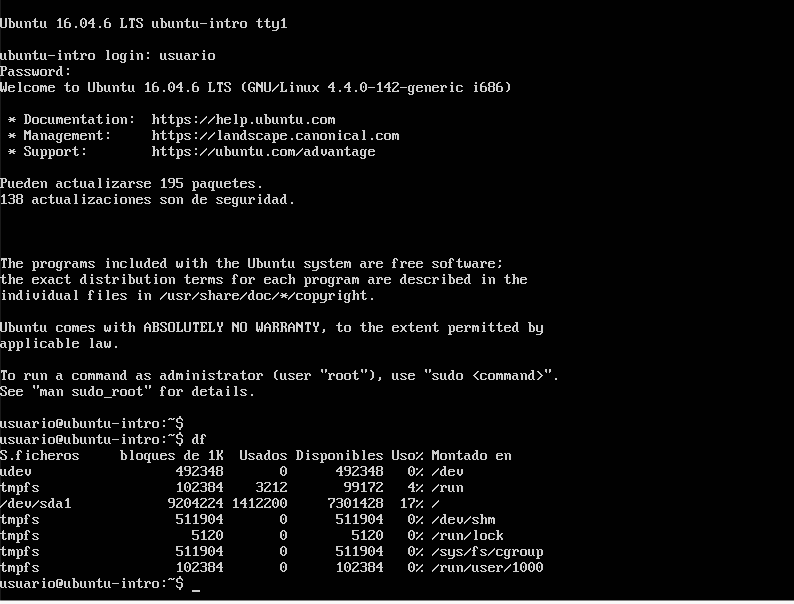 Ubuntu 16.04.6 LTS ubuntu-intro tty1
ubuntu-intro login: usuario
Password:
Welcome to Ubuntu 16.04.6 LTS (GNU/Linux 4.4.0-142-generic i686)
* Documentation:  https://help.ubuntu.com
* Management:     https://landscape.canonical.com
* Support:        https://ubuntu.com/advantage
Pueden actualizarse 195 paquetes.
138 actualizaciones son de seguridad.
The programs included with the Ubuntu system are free software;
the exact distribution terms for each program are described in the
individual files in /usr/share/doc/*/copyright.
Ubuntu comes with ABSOLUTELY NO WARRANTY, to the extent permitted by
applicable law.
To run a command as administrator (user "root"), use "sudo <command>".
See "man sudo_root" for details.
usuario@ubuntu-intro:~$
usuario@ubuntu-intro:~$ df
S.ficheros     bloques de 1K  Usados Disponibles Uso% Montado en
udev                  492348       0      492348   0% /dev
tmpfs                 102384    3212       99172   4% /run
/dev/sda1            9204224 1412200     7301428  17% /
tmpfs                 511904       0      511904   0% /dev/shm
tmpfs                   5120       0        5120   0% /run/lock
tmpfs                 511904       0      511904   0% /sys/fs/cgroup
tmpfs                 102384       0      102384   0% /run/user/1000
usuario@ubuntu-intro:~$ _